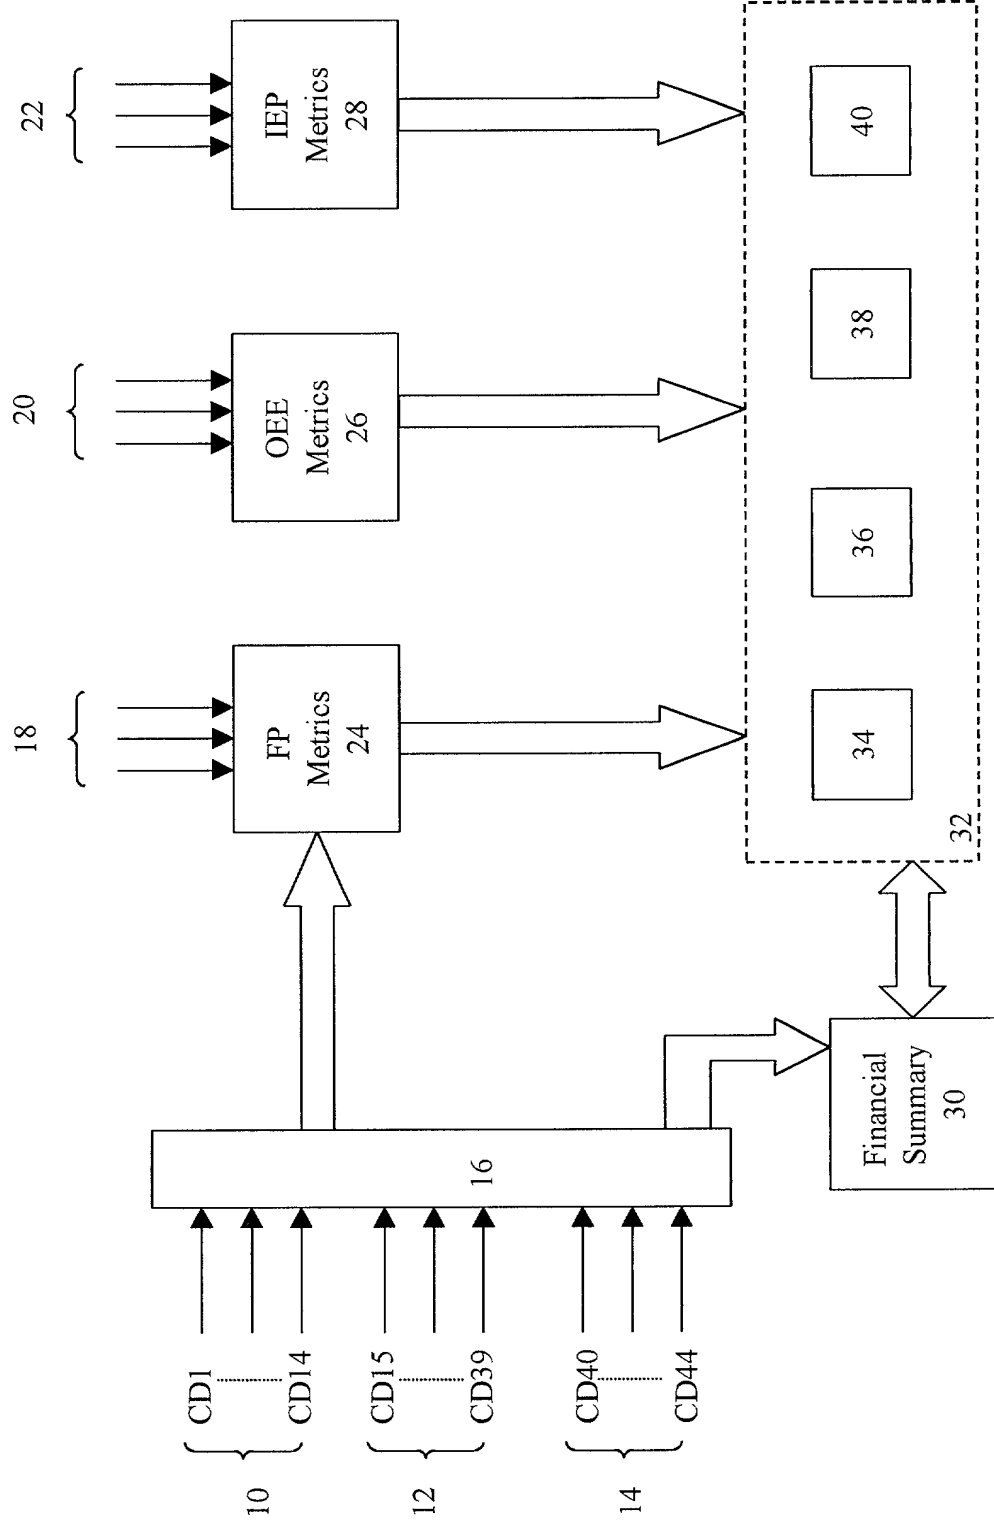 18
20
22
FP
Metrics
24
OEE
Metrics
26
IEP
Metrics
28
10
CD1
CD14
12
CD15
CD39
14
CD40
CD44
16
Financial
Summary
30
32
34
36
38
40